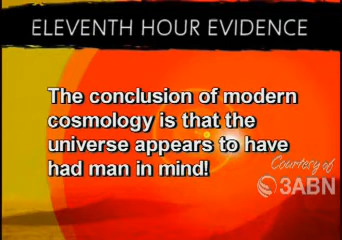 ELEVENTH HOUR EVIDENCE
The conclusion of modern
cosmology is that the
universe appears to have
had man in mind!
Courtesy of
3ABN